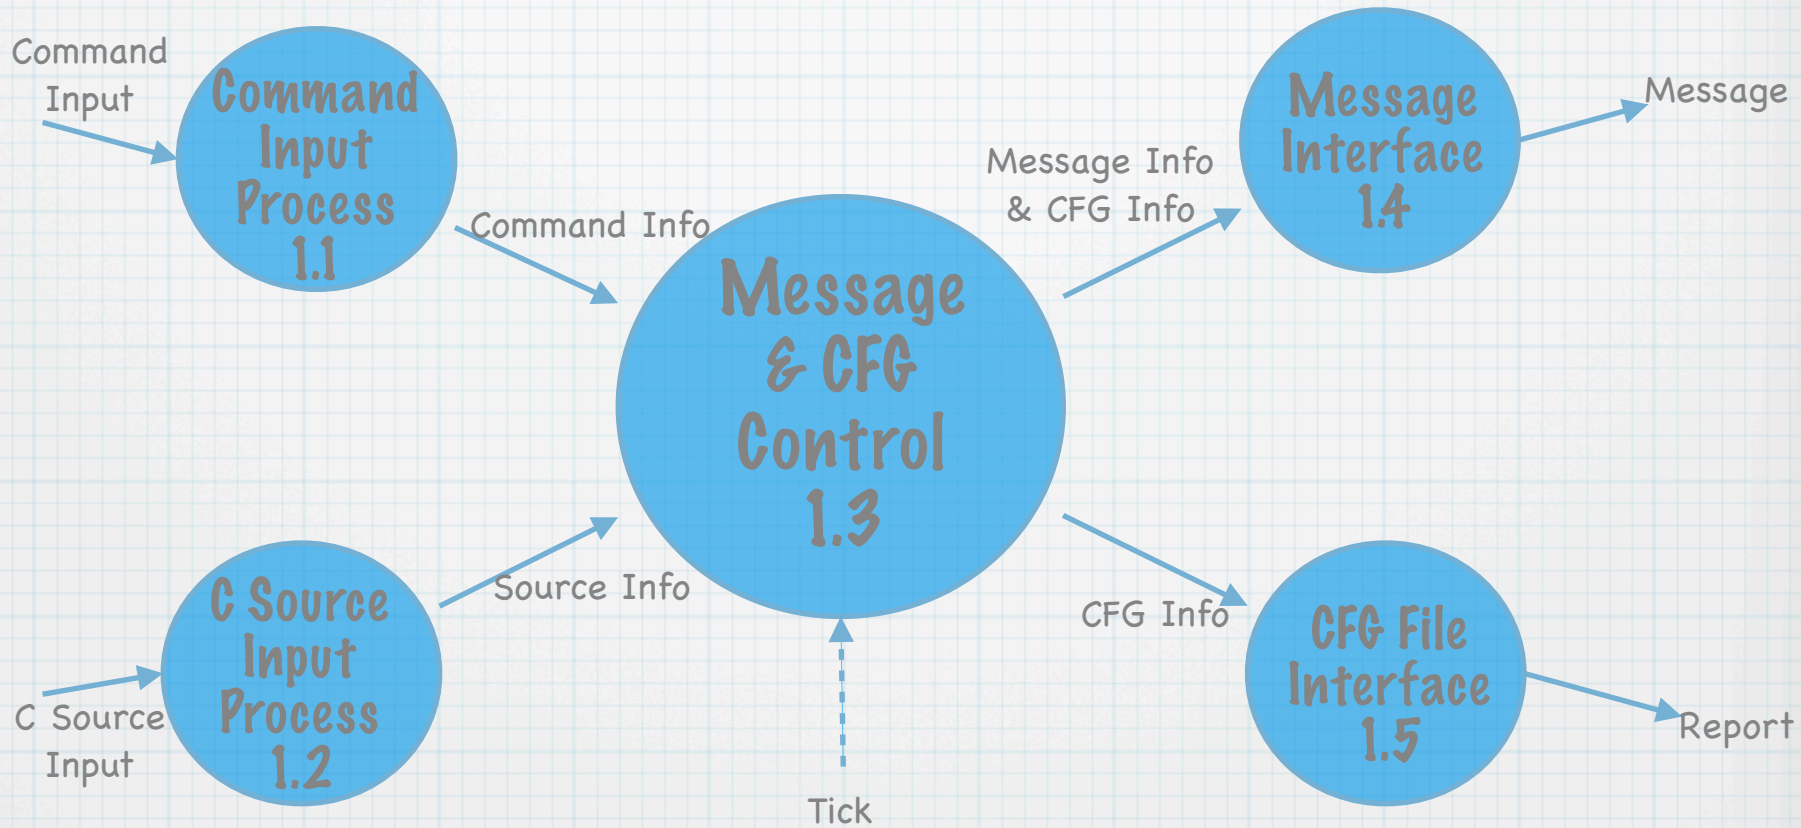 Command
Input
Command
Input
Process
1.1
Command Info
Message
& CFG
Control
1.3
Message Info
& CFG Info
Message
Interface
1.4
Message
C Source
Input
C Source
Input
Process
1.2
Source Info
Tick
CFG Info
CFG File
Interface
1.5
Report